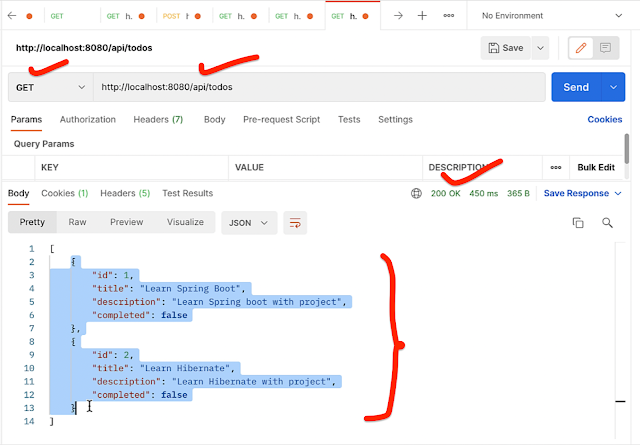 GET
GET h.
POST h
GET h.
GET h.
GET h.
GET h.
No Environment
http://localhost:8080/api/todos
Save
GET
http://localhost:8080/api/todos
Send
Params
Authorization
Headers (7)
Body
Pre-request Script
Tests
Settings
Cookies
Query Params
KEY
VALUE
DESCRIPTION
Bulk Edit
Body
Cookies (1)
Headers (5)
Test Results
200 OK
450 ms
365 B
Save Response
Pretty
Raw
Preview
Visualize
JSON
1 [
2 {
3 "id": 1,
4 "title": "Learn Spring Boot",
5 "description": "Learn Spring boot with project",
6 "completed": false
7 },
8 {
9 "id": 2,
10 "title": "Learn Hibernate",
11 "description": "Learn Hibernate with project",
12 "completed": false
13 }
14 ]